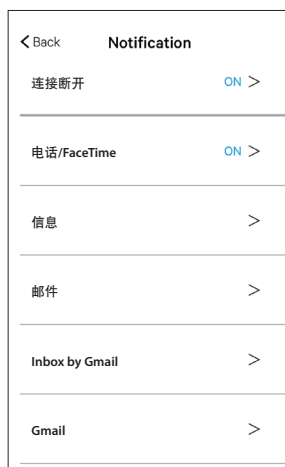 Back Notification
连接断开 ON
电话/FaceTime ON
信息
邮件
Inbox by Gmail
Gmail